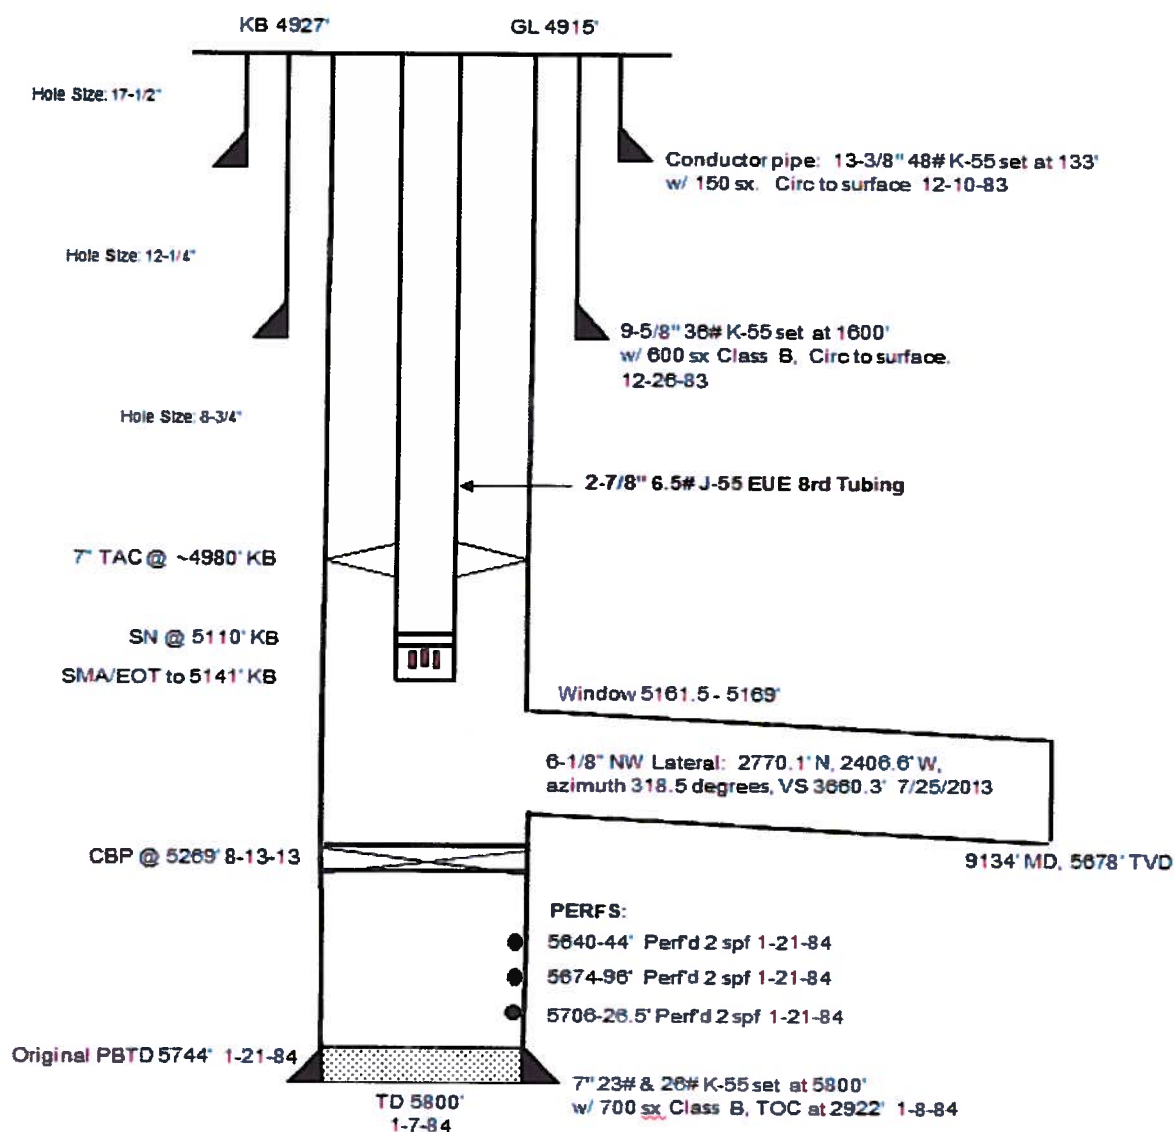 KB 4927'
GL 4915'
Hole Size: 17-1/2"
Conductor pipe: 13-3/8" 48# K-55 set at 133'
w/ 150 sx. Circ to surface 12-10-83
Hole Size: 12-1/4"
9-5/8" 36# K-55 set at 1600'
w/ 600 sx Class B, Circ to surface.
12-26-83
Hole Size: 8-3/4"
2-7/8" 6.5# J-55 EUE 8rd Tubing
7" TAC @ ~4980' KB
SN @ 5110' KB
SMA/EOT to 5141' KB
Window 5161.5 - 5169'
6-1/8" NW Lateral: 2770.1' N, 2406.6' W,
azimuth 318.5 degrees, VS 3660.3' 7/25/2013
CBP @ 5269' 8-13-13
9134' MD, 5678' TVD
PERFS:
5640-44' Perf'd 2 spf 1-21-84
5674-96' Perf'd 2 spf 1-21-84
5706-26.5' Perf'd 2 spf 1-21-84
Original PBTD 5744' 1-21-84
7" 23# & 26# K-55 set at 5800'
w/ 700 sx Class B, TOC at 2922' 1-8-84
TD 5800'
1-7-84